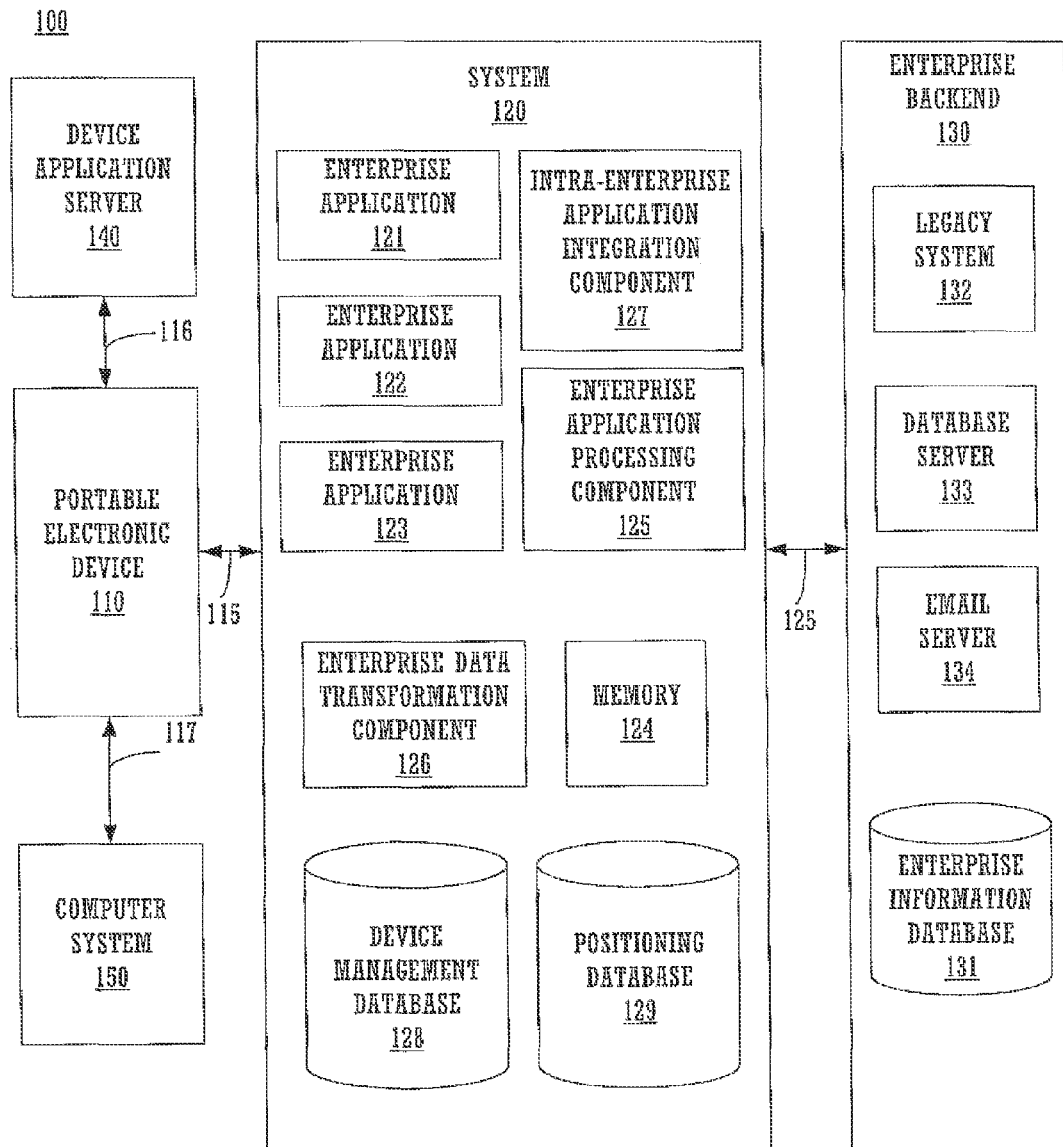 100
DEVICE
APPLICATION
SERVER
140
116
PORTABLE
ELECTRONIC
DEVICE
110
115
117
COMPUTER
SYSTEM
150
SYSTEM
120
ENTERPRISE
APPLICATION
121
ENTERPRISE
APPLICATION
122
ENTERPRISE
APPLICATION
123
INTRA-ENTERPRISE
APPLICATION
INTEGRATION
COMPONENT
127
ENTERPRISE
APPLICATION
PROCESSING
COMPONENT
125
ENTERPRISE DATA
TRANSFORMATION
COMPONENT
126
MEMORY
124
DEVICE
MANAGEMENT
DATABASE
128
POSITIONING
DATABASE
129
125
ENTERPRISE
BACKEND
130
LEGACY
SYSTEM
132
DATABASE
SERVER
133
EMAIL
SERVER
134
ENTERPRISE
INFORMATION
DATABASE
131